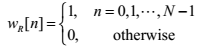 w_R[n] = { 1, n = 0,1,⋯,N−1
0, otherwise